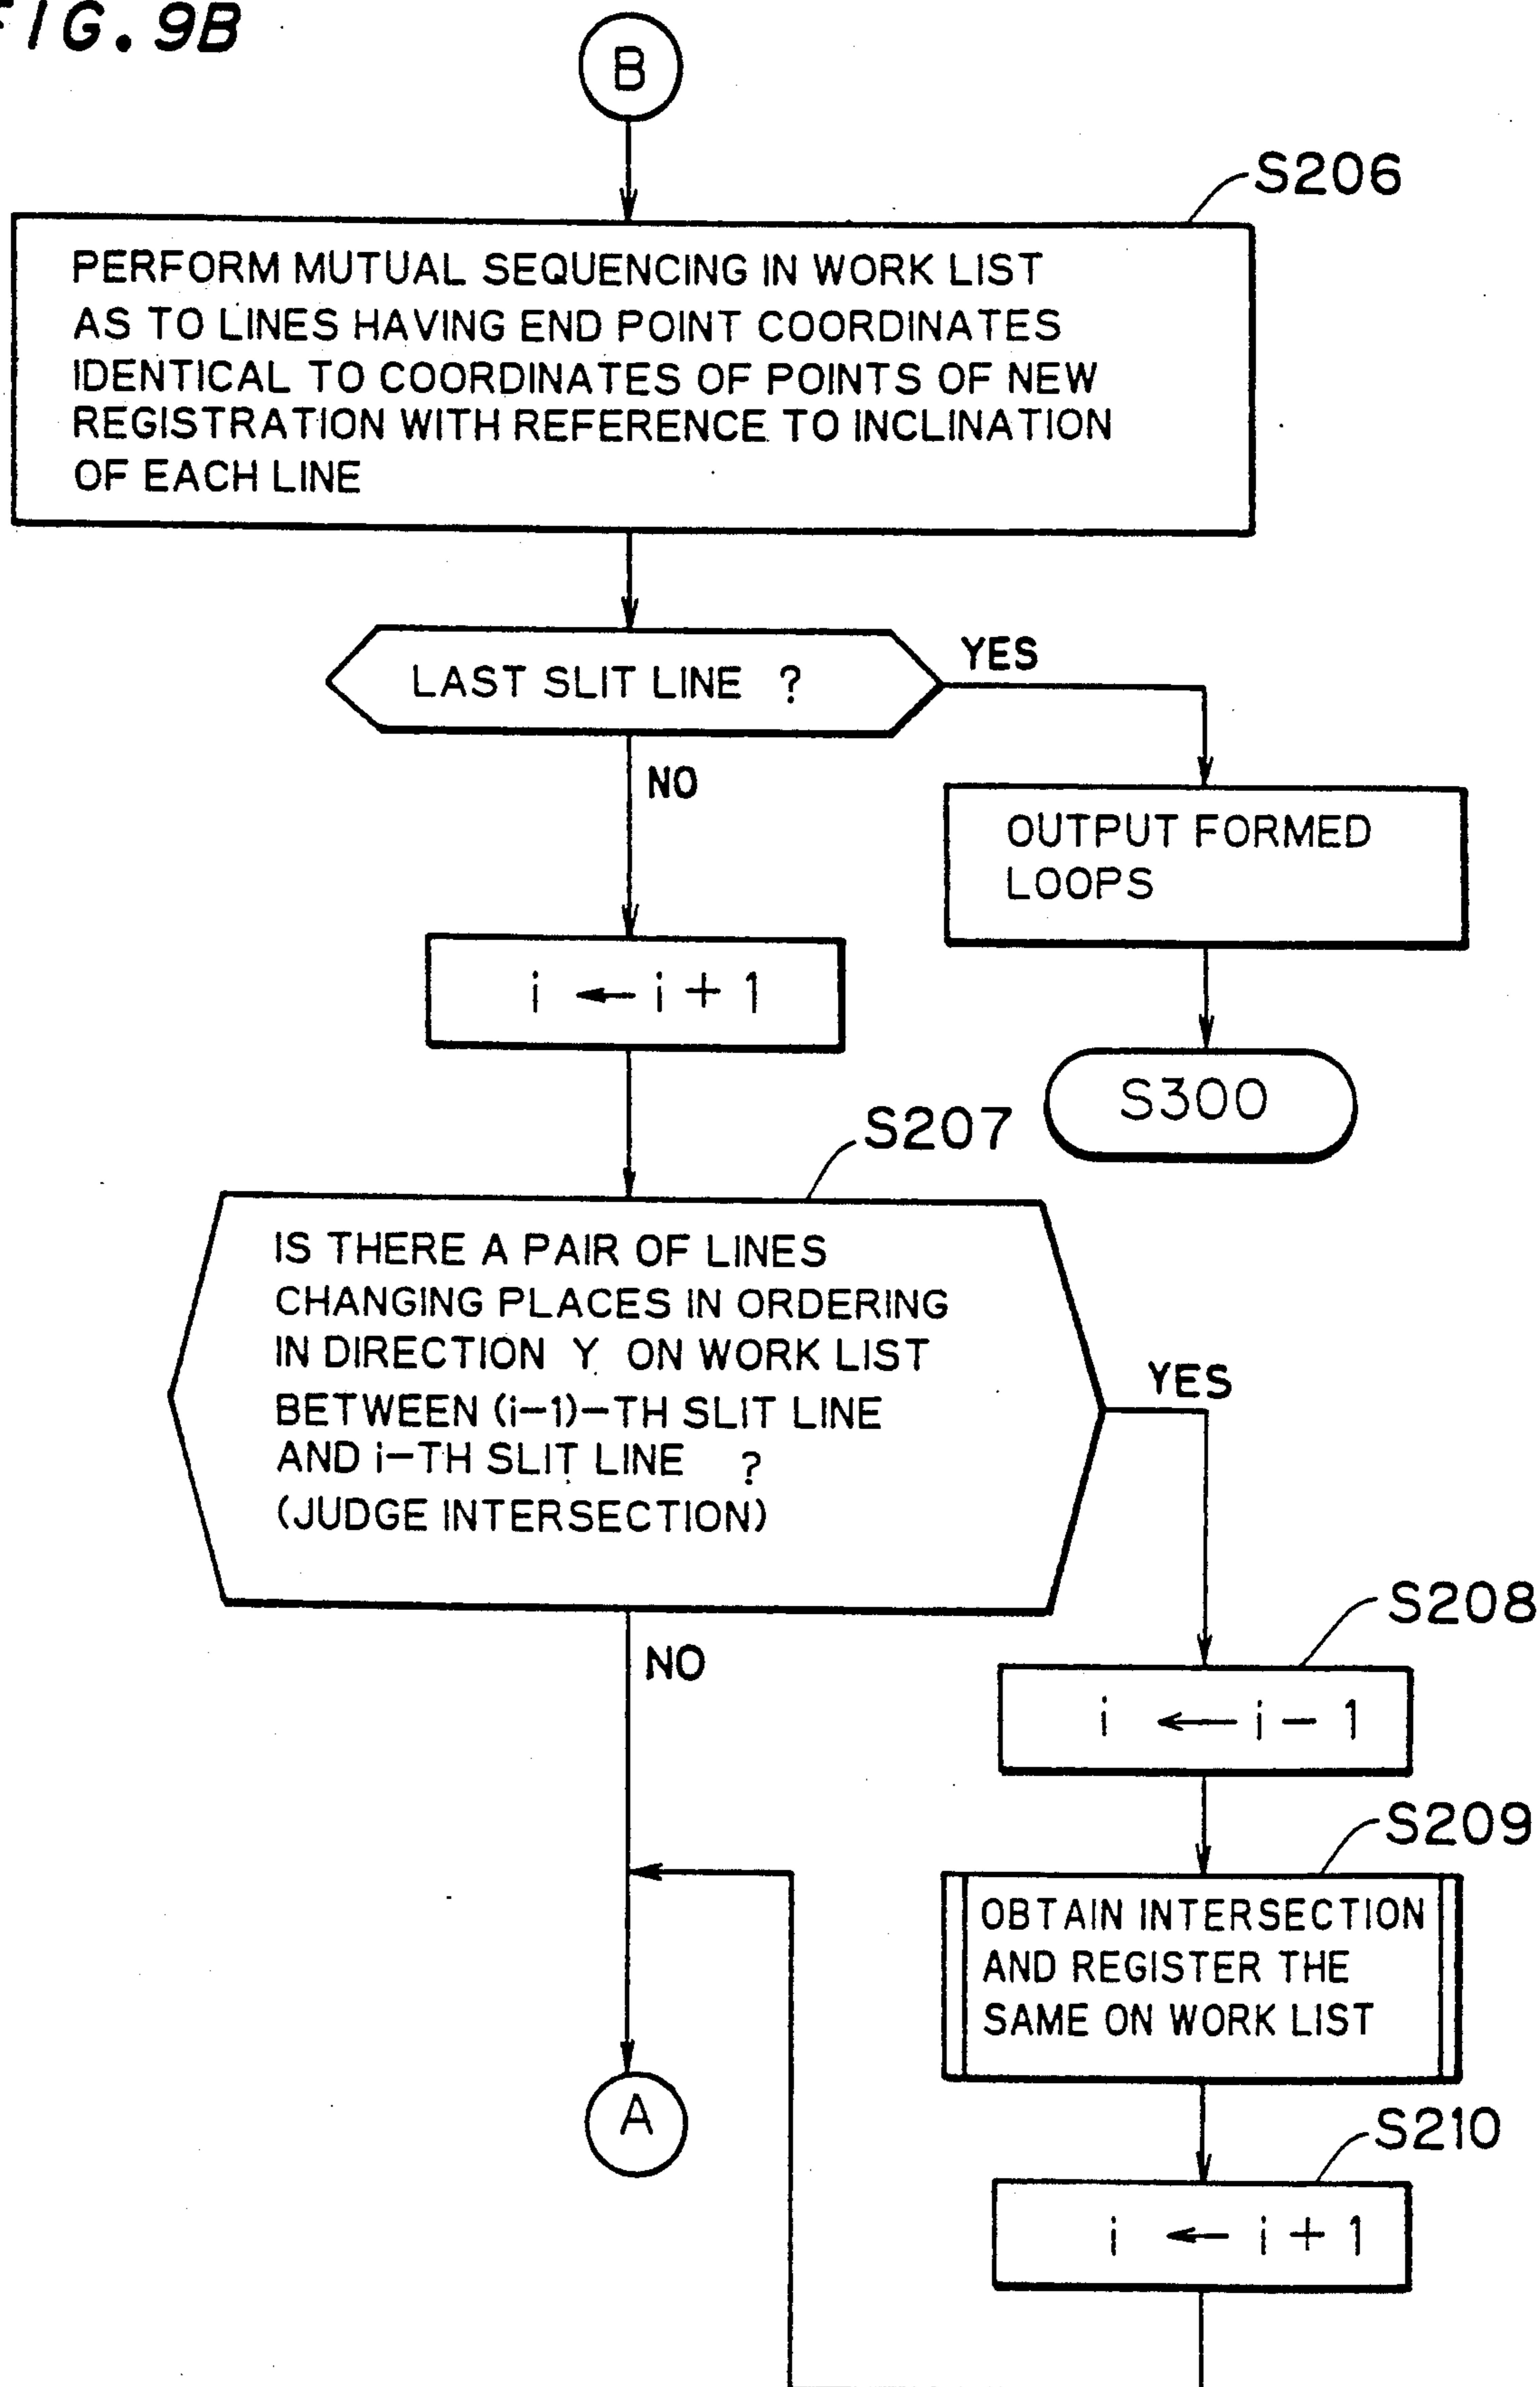 FIG. 9B
B
S206
PERFORM MUTUAL SEQUENCING IN WORK LIST
AS TO LINES HAVING END POINT COORDINATES
IDENTICAL TO COORDINATES OF POINTS OF NEW
REGISTRATION WITH REFERENCE TO INCLINATION
OF EACH LINE
LAST SLIT LINE ?
YES
NO
OUTPUT FORMED
LOOPS
i ← i + 1
S300
S207
IS THERE A PAIR OF LINES
CHANGING PLACES IN ORDERING
IN DIRECTION Y ON WORK LIST
BETWEEN (i-1)-TH SLIT LINE
AND i-TH SLIT LINE ?
(JUDGE INTERSECTION)
YES
NO
S208
i ← i - 1
S209
OBTAIN INTERSECTION
AND REGISTER THE
SAME ON WORK LIST
A
S210
i ← i + 1